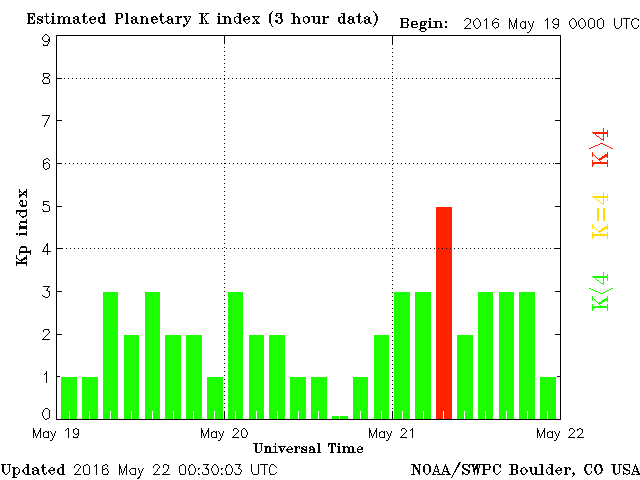 Estimated Planetary K index (3 hour data)
Begin: 2016 May 19 0000 UTC
9
8
7
6
5
4
3
2
1
0
Kp index
K>4
K=4
K<4
May 19
May 20
May 21
May 22
Universal Time
Updated 2016 May 22 00:30:03 UTC
NOAA/SWPC Boulder, CO USA